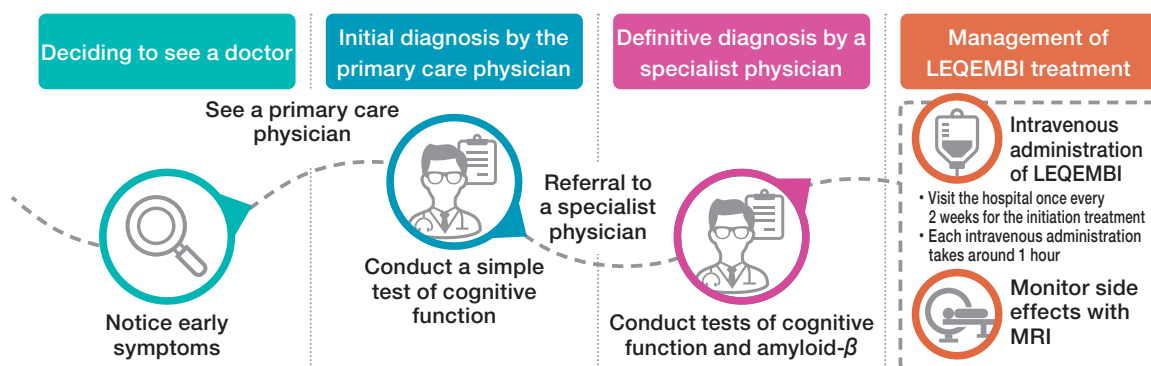 Deciding to see a doctor
Initial diagnosis by the
primary care physician
Definitive diagnosis by a
specialist physician
Management of
LEQEMBI treatment
See a primary care
physician
Notice early
symptoms
Conduct a simple
test of cognitive
function
Referral to
a specialist
physician
Conduct tests of cognitive
function and amyloid-β
Intravenous
administration
of LEQEMBI
• Visit the hospital once every
2 weeks for the initiation treatment
• Each intravenous administration
takes around 1 hour
Monitor side
effects with
MRI